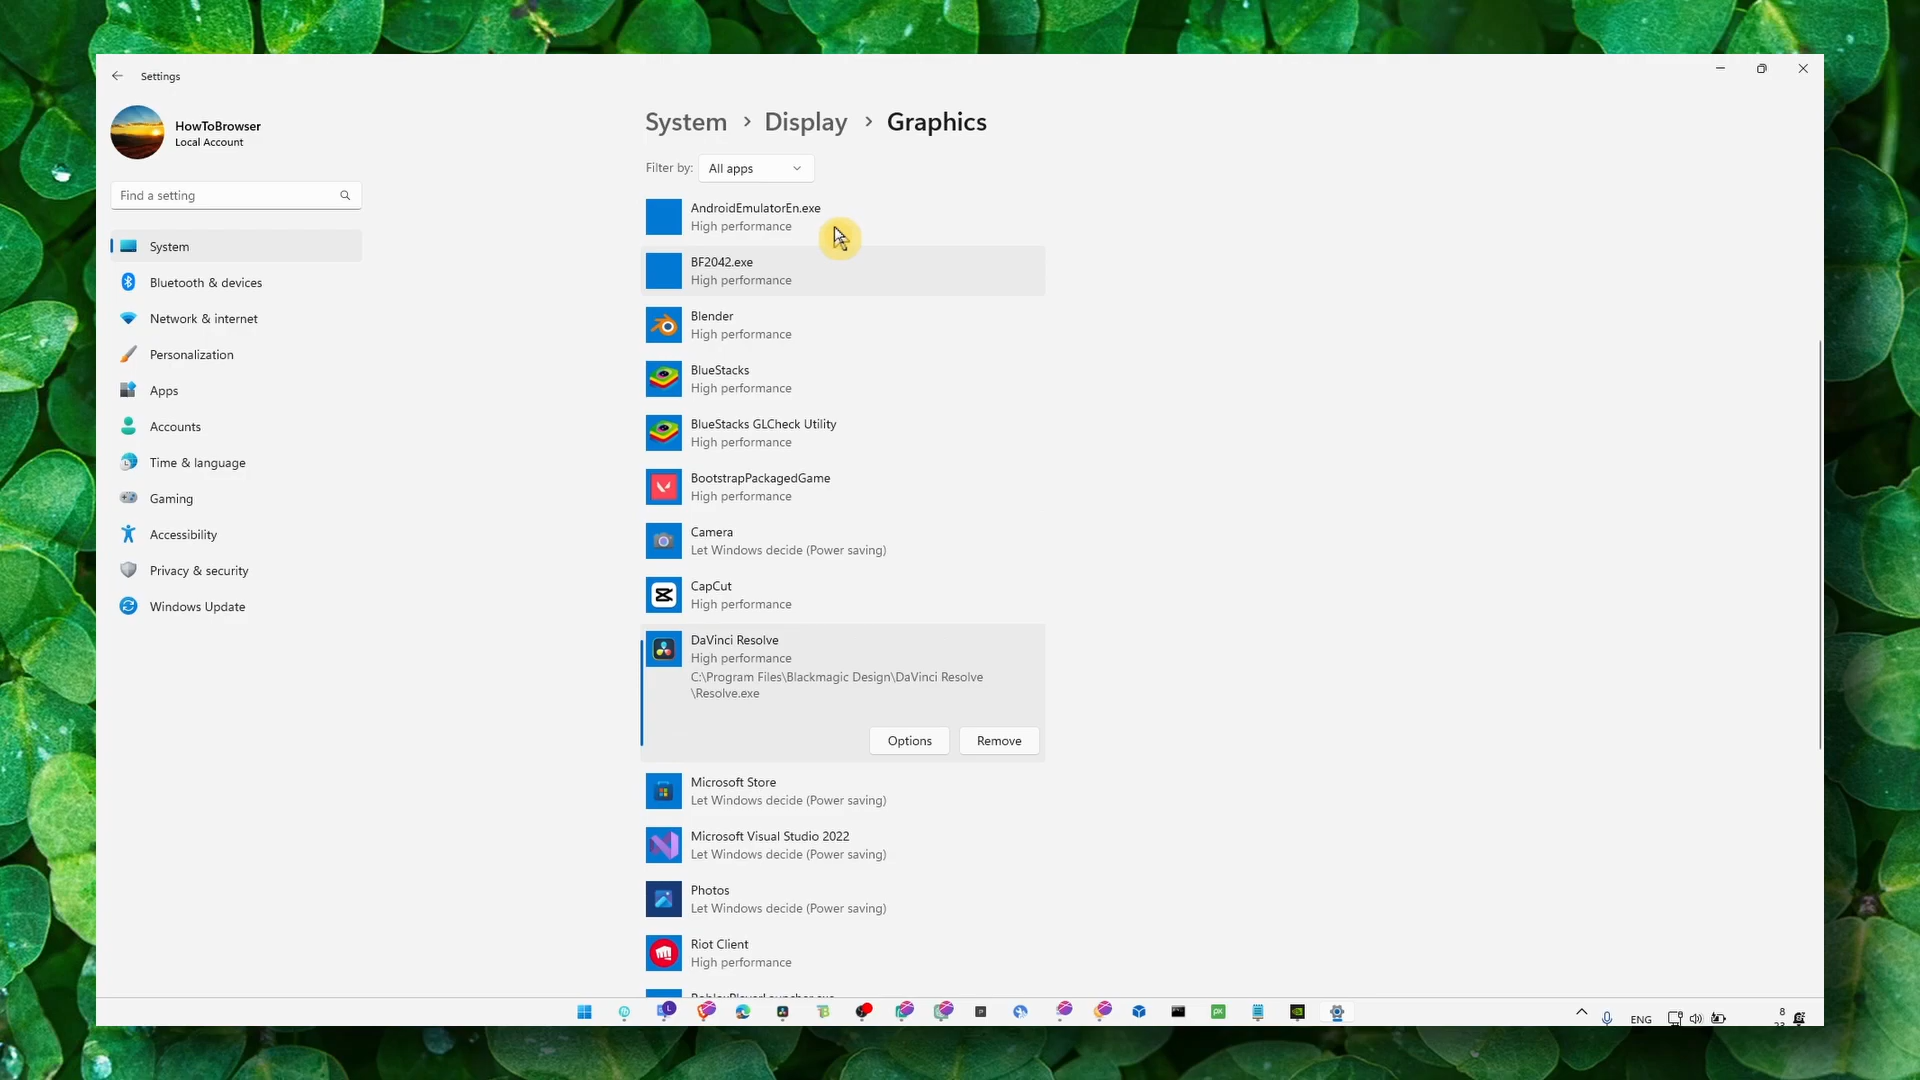 Settings
HowToBrowser
Local Account
Find a setting
System
Bluetooth & devices
Network & internet
Personalization
Apps
Accounts
Time & language
Gaming
Accessibility
Privacy & security
Windows Update
System > Display > Graphics
Filter by: All apps
AndroidEmulatorEn.exe
High performance
BF2042.exe
High performance
Blender
High performance
BlueStacks
High performance
BlueStacks GLCheck Utility
High performance
BootstrapPackagedGame
High performance
Camera
Let Windows decide (Power saving)
CapCut
High performance
DaVinci Resolve
High performance
C:\Program Files\Blackmagic Design\DaVinci Resolve
\Resolve.exe
Options Remove
Microsoft Store
Let Windows decide (Power saving)
Microsoft Visual Studio 2022
Let Windows decide (Power saving)
Photos
Let Windows decide (Power saving)
Riot Client
High performance
ENG
8